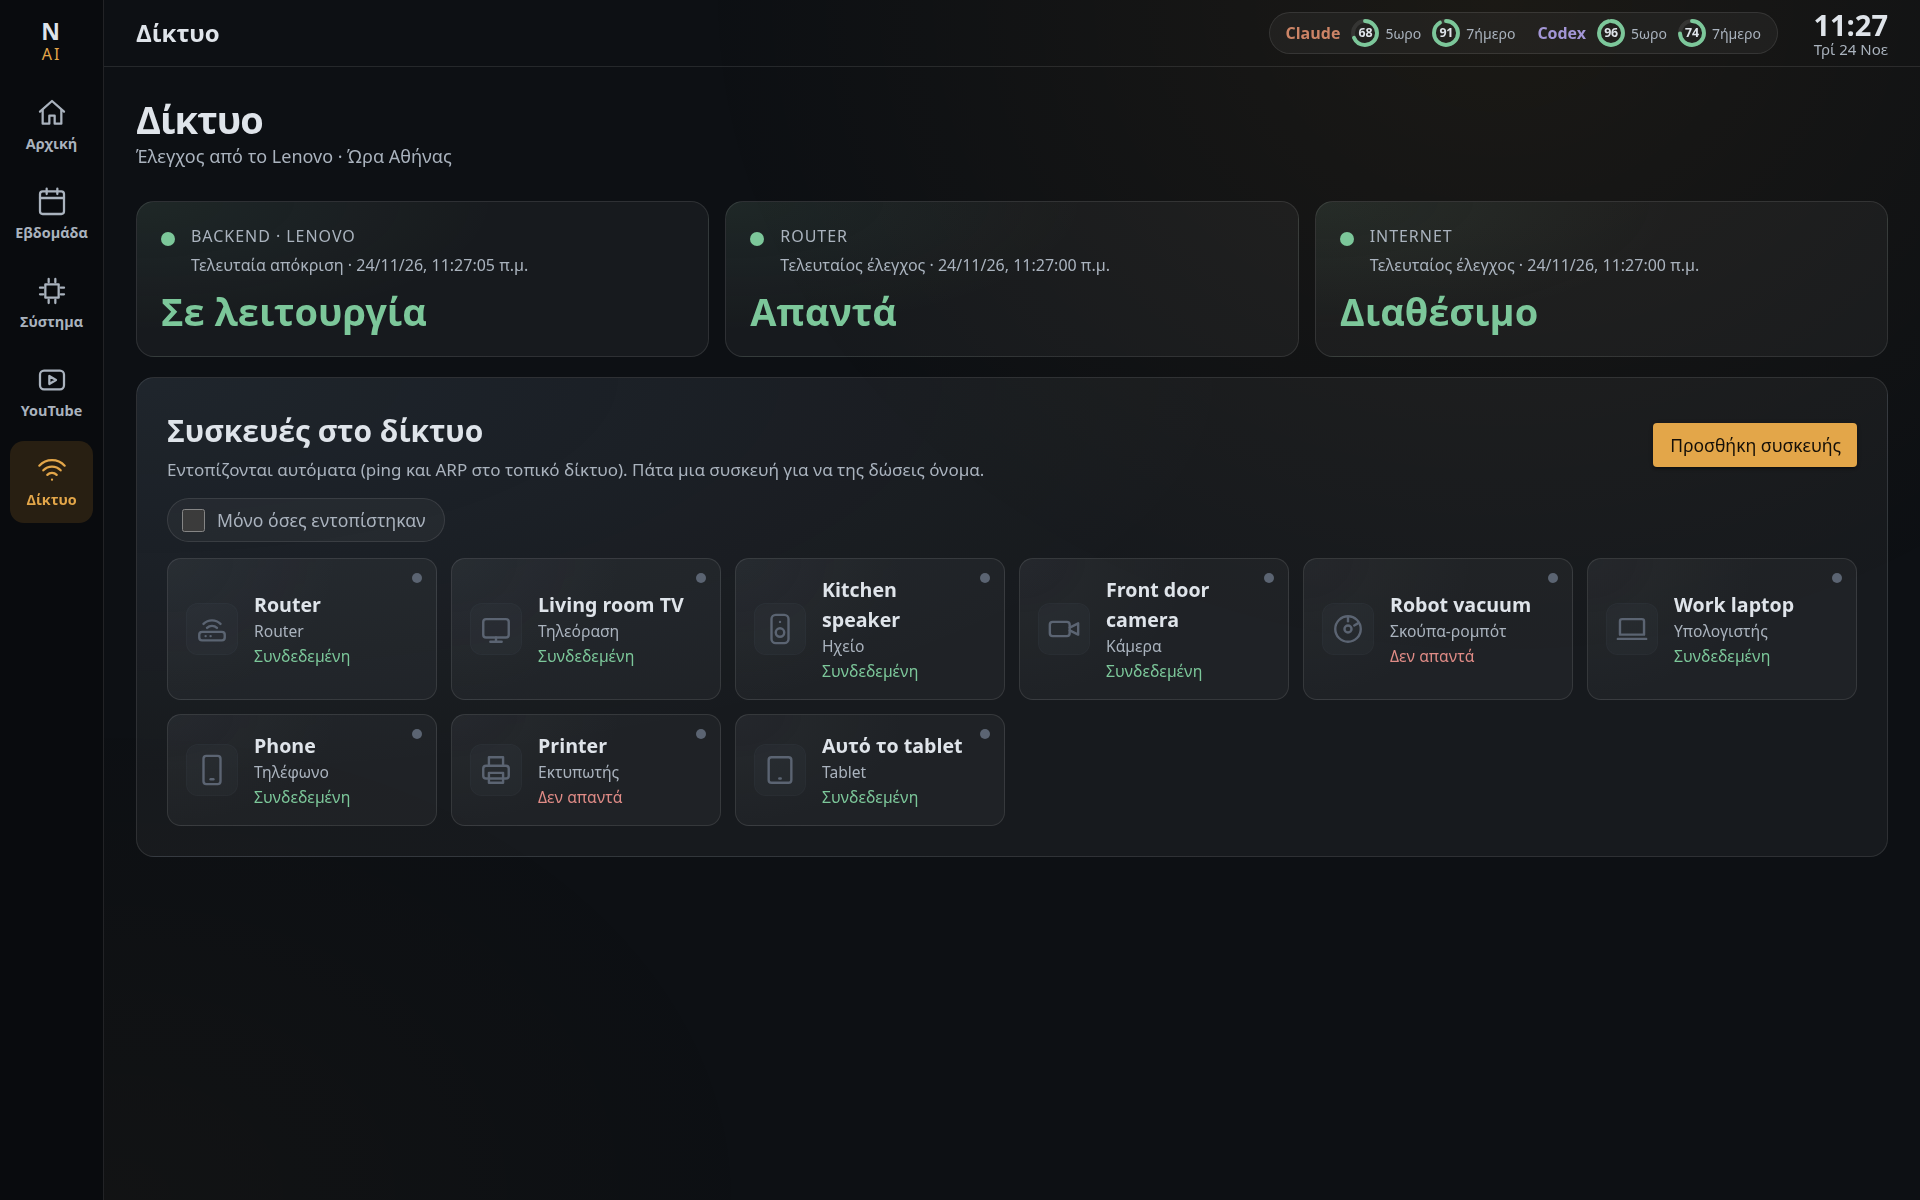 N
AI
Αρχική
Εβδομάδα
Σύστημα
YouTube
Δίκτυο
Δίκτυο
Claude 68 5ωρο 91 7ήμερο Codex 96 5ωρο 74 7ήμερο
11:27
Τρί 24 Νοε
Δίκτυο
Έλεγχος από το Lenovo · Ώρα Αθήνας
BACKEND · LENOVO
Τελευταία απόκριση · 24/11/26, 11:27:05 π.μ.
Σε λειτουργία
ROUTER
Τελευταίος έλεγχος · 24/11/26, 11:27:00 π.μ.
Απαντά
INTERNET
Τελευταίος έλεγχος · 24/11/26, 11:27:00 π.μ.
Διαθέσιμο
Συσκευές στο δίκτυο
Εντοπίζονται αυτόματα (ping και ARP στο τοπικό δίκτυο). Πάτα μια συσκευή για να της δώσεις όνομα.
Προσθήκη συσκευής
Μόνο όσες εντοπίστηκαν
Router
Router
Συνδεδεμένη
Living room TV
Τηλεόραση
Συνδεδεμένη
Kitchen
speaker
Ηχείο
Συνδεδεμένη
Front door
camera
Κάμερα
Συνδεδεμένη
Robot vacuum
Σκούπα-ρομπότ
Δεν απαντά
Work laptop
Υπολογιστής
Συνδεδεμένη
Phone
Τηλέφωνο
Συνδεδεμένη
Printer
Εκτυπωτής
Δεν απαντά
Αυτό το tablet
Tablet
Συνδεδεμένη